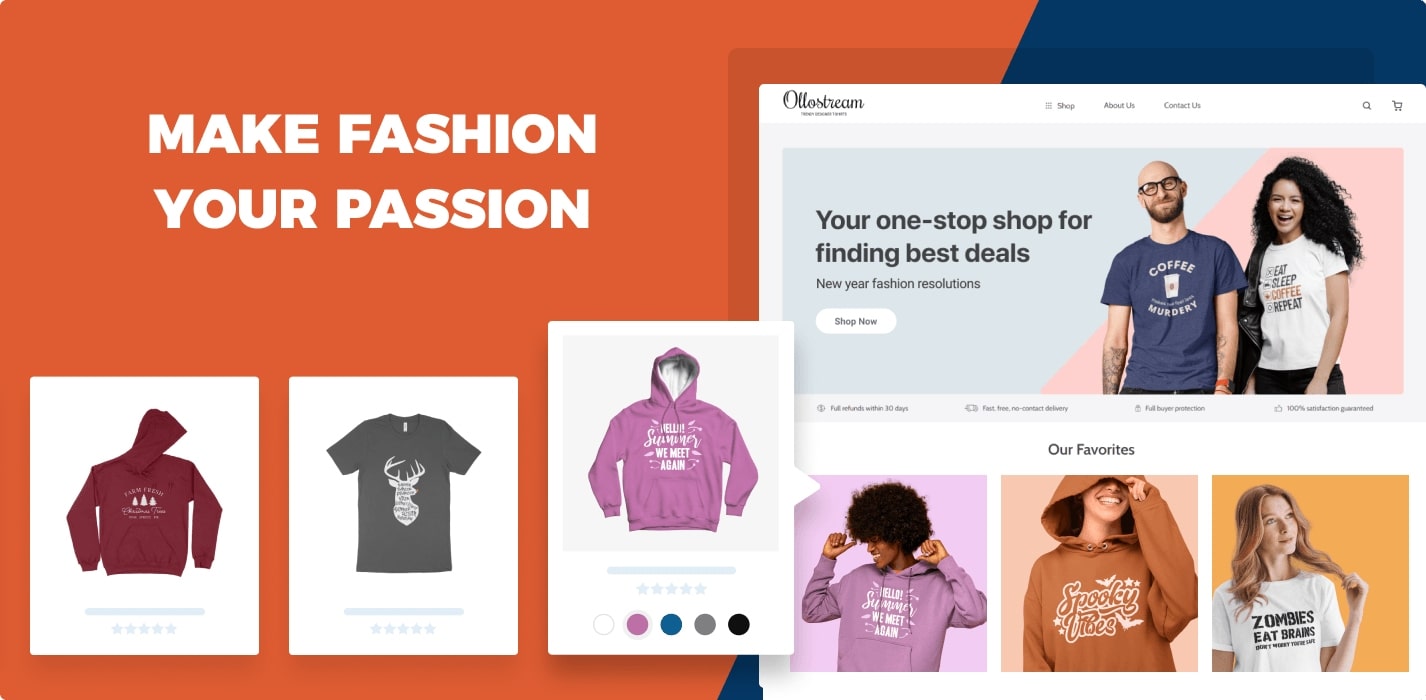 MAKE FASHION
YOUR PASSION
Ollostream
TRENDY DESIGNER T-SHIRTS
Shop
About Us
Contact Us
Your one-stop shop for
finding best deals
New year fashion resolutions
Shop Now
COFFEE
MURDERY
EAT
SLEEP
COFFEE
REPEAT
Full refunds within 30 days
Fast, free, no-contact delivery
Full buyer protection
100% satisfaction guaranteed
Our Favorites
FARM FRESH
Christmas Trees
HELLO!
Summer
WE MEET
AGAIN
HELLO!
Summer
WE MEET
AGAIN
Spooky
Vibes
ZOMBIES
EAT BRAINS
DON'T WORRY YOU'RE SAFE